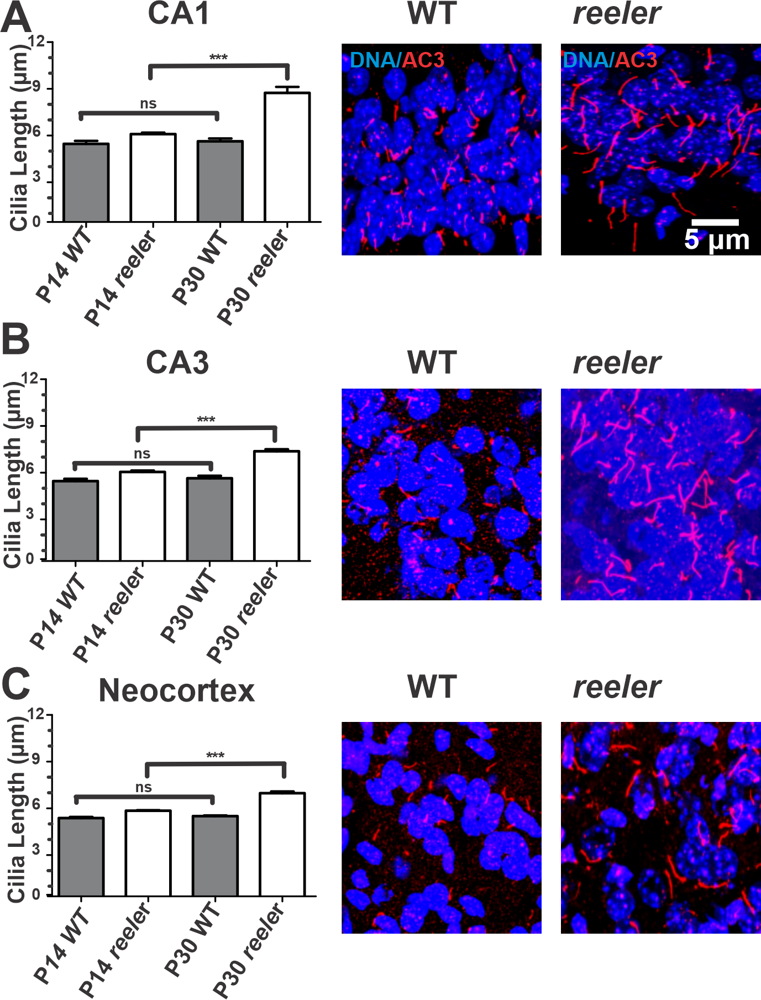 A
CA1
WT
reeler
Cilia Length (µm)
12
9
6
3
0
***
ns
P14 WT
P14 reeler
P30 WT
P30 reeler
DNA/AC3
DNA/AC3
5 µm
B
CA3
WT
reeler
Cilia Length (µm)
12
9
6
3
0
***
ns
P14 WT
P14 reeler
P30 WT
P30 reeler
C
Neocortex
WT
reeler
Cilia Length (µm)
12
9
6
3
0
***
ns
P14 WT
P14 reeler
P30 WT
P30 reeler